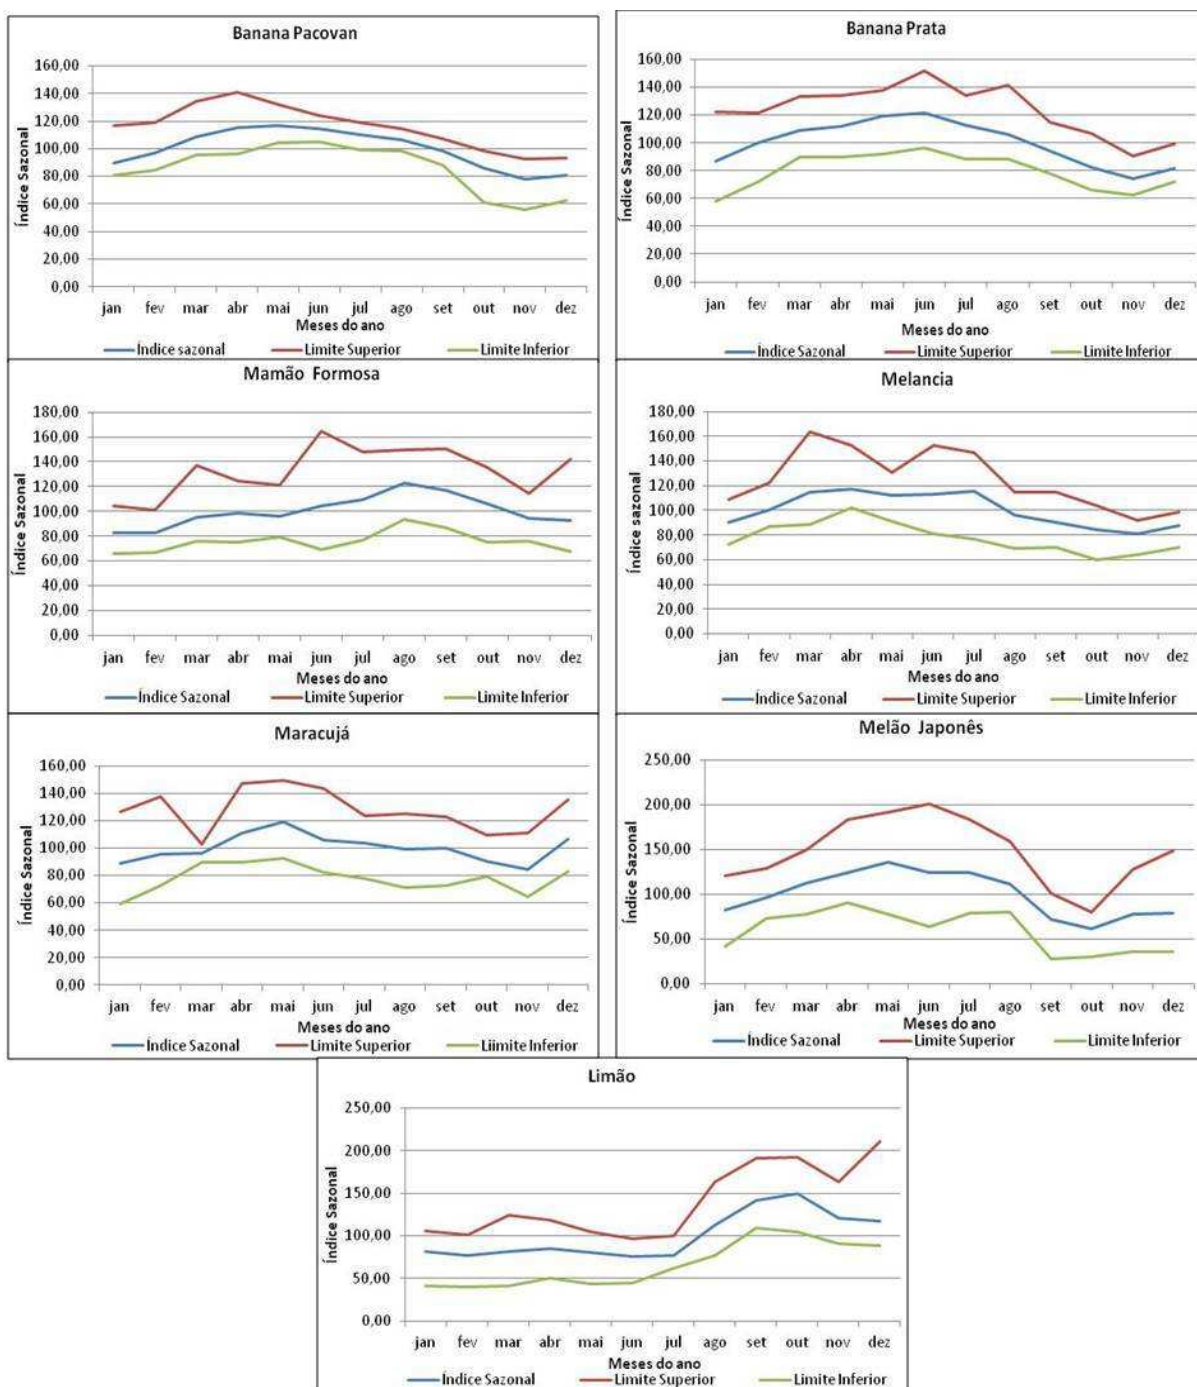 Banana Pacovan
160,00
140,00
120,00
100,00
80,00
60,00
40,00
20,00
0,00
Índice Sazonal
jan fev mar abr mai jun jul ago set out nov dez
Meses do ano
Índice sazonal Limite Superior Limite Inferior
Banana Prata
160,00
140,00
120,00
100,00
80,00
60,00
40,00
20,00
0,00
Índice Sazonal
jan fev mar abr mai jun jul ago set out nov dez
Meses do ano
Índice Sazonal Limite Superior Limite Inferior
Mamão Formosa
180,00
160,00
140,00
120,00
100,00
80,00
60,00
40,00
20,00
0,00
Índice Sazonal
jan fev mar abr mai jun jul ago set out nov dez
Meses do ano
Índice Sazonal Limite Superior Limite Inferior
Melancia
180,00
160,00
140,00
120,00
100,00
80,00
60,00
40,00
20,00
0,00
Índice Sazonal
jan fev mar abr mai jun jul ago set out nov dez
Meses do ano
Índice Sazonal Limite Superior Limite Inferior
Maracujá
160,00
140,00
120,00
100,00
80,00
60,00
40,00
20,00
0,00
Índice Sazonal
jan fev mar abr mai jun jul ago set out nov dez
Meses do ano
Índice Sazonal Limite Superior Liimite Inferior
Melão Japonês
250,00
200,00
150,00
100,00
50,00
0,00
Índice Sazonal
jan fev mar abr mai jun jul ago set out nov dez
Meses do ano
Índice Sazonal Limite Superior Limite Inferior
Limão
250,00
200,00
150,00
100,00
50,00
0,00
Índice Sazonal
jan fev mar abr mai jun jul ago set out nov dez
Meses do ano
Índice Sazonal Limite Superior Limite Inferior